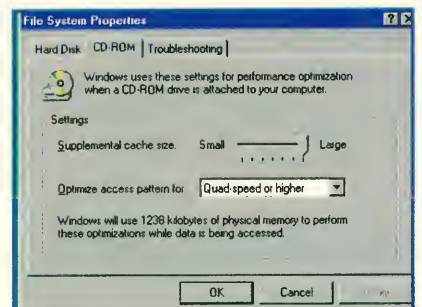 File System Properties
Hard Disk CD-ROM Troubleshooting
Windows uses these settings for performance optimization
when a CD-ROM drive is attached to your computer.
Settings
Supplemental cache size. Small Large
Optimize access pattern for Quad-speed or higher
Windows will use 1238 kilobytes of physical memory to perform
these optimizations while data is being accessed.
OK Cancel